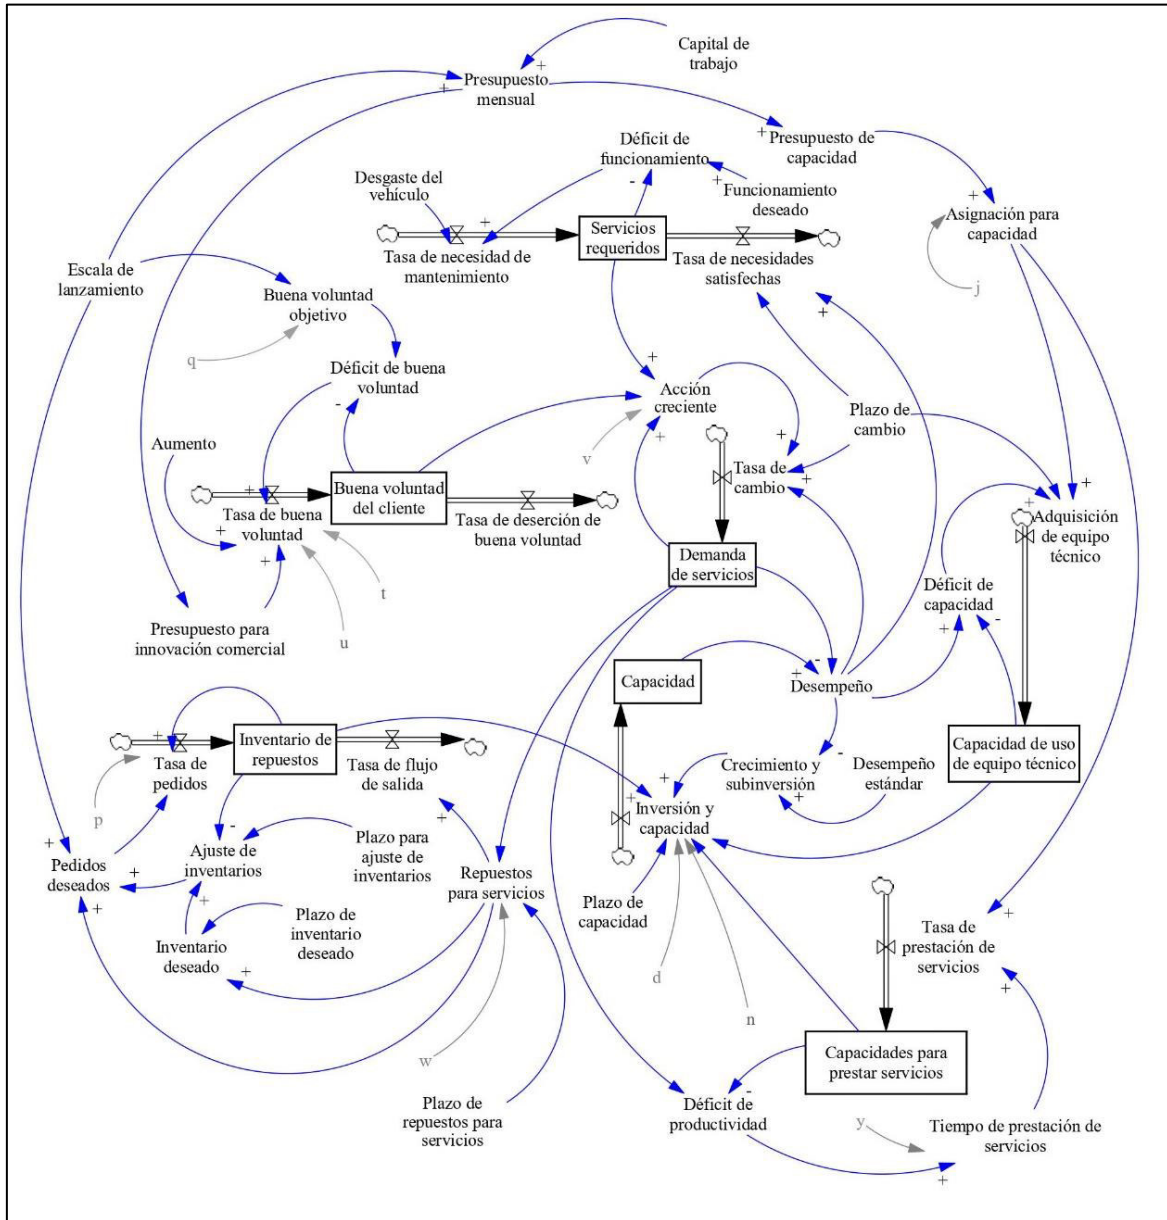 Capital de
trabajo
Presupuesto
mensual
Presupuesto de
capacidad
Déficit de
funcionamiento
Desgaste del
vehículo
Funcionamiento
deseado
Asignación para
capacidad
Servicios
requeridos
Tasa de necesidad de
mantenimiento
Tasa de necesidades
satisfechas
Escala de
lanzamiento
Buena voluntad
objetivo
j
q
Déficit de buena
voluntad
Acción
creciente
Plazo de
cambio
Aumento
v
Tasa de
cambio
Buena voluntad
del cliente
Tasa de buena
voluntad
Tasa de deserción de
buena voluntad
Adquisición
de equipo
técnico
Demanda
de servicios
Déficit de
capacidad
t
u
Presupuesto para
innovación comercial
Capacidad
Desempeño
Inventario de
repuestos
Tasa de
pedidos
Tasa de flujo
de salida
Capacidad de uso
de equipo técnico
Crecimiento y
subinversión
Desempeño
estándar
p
Inversión y
capacidad
Pedidos
deseados
Ajuste de
inventarios
Plazo para
ajuste de
inventarios
Repuestos
para servicios
Plazo de
capacidad
Inventario
deseado
Plazo de
inventario
deseado
Tasa de
prestación de
servicios
d
n
w
Capacidades para
prestar servicios
Plazo de
repuestos para
servicios
Déficit de
productividad
y
Tiempo de prestación de
servicios